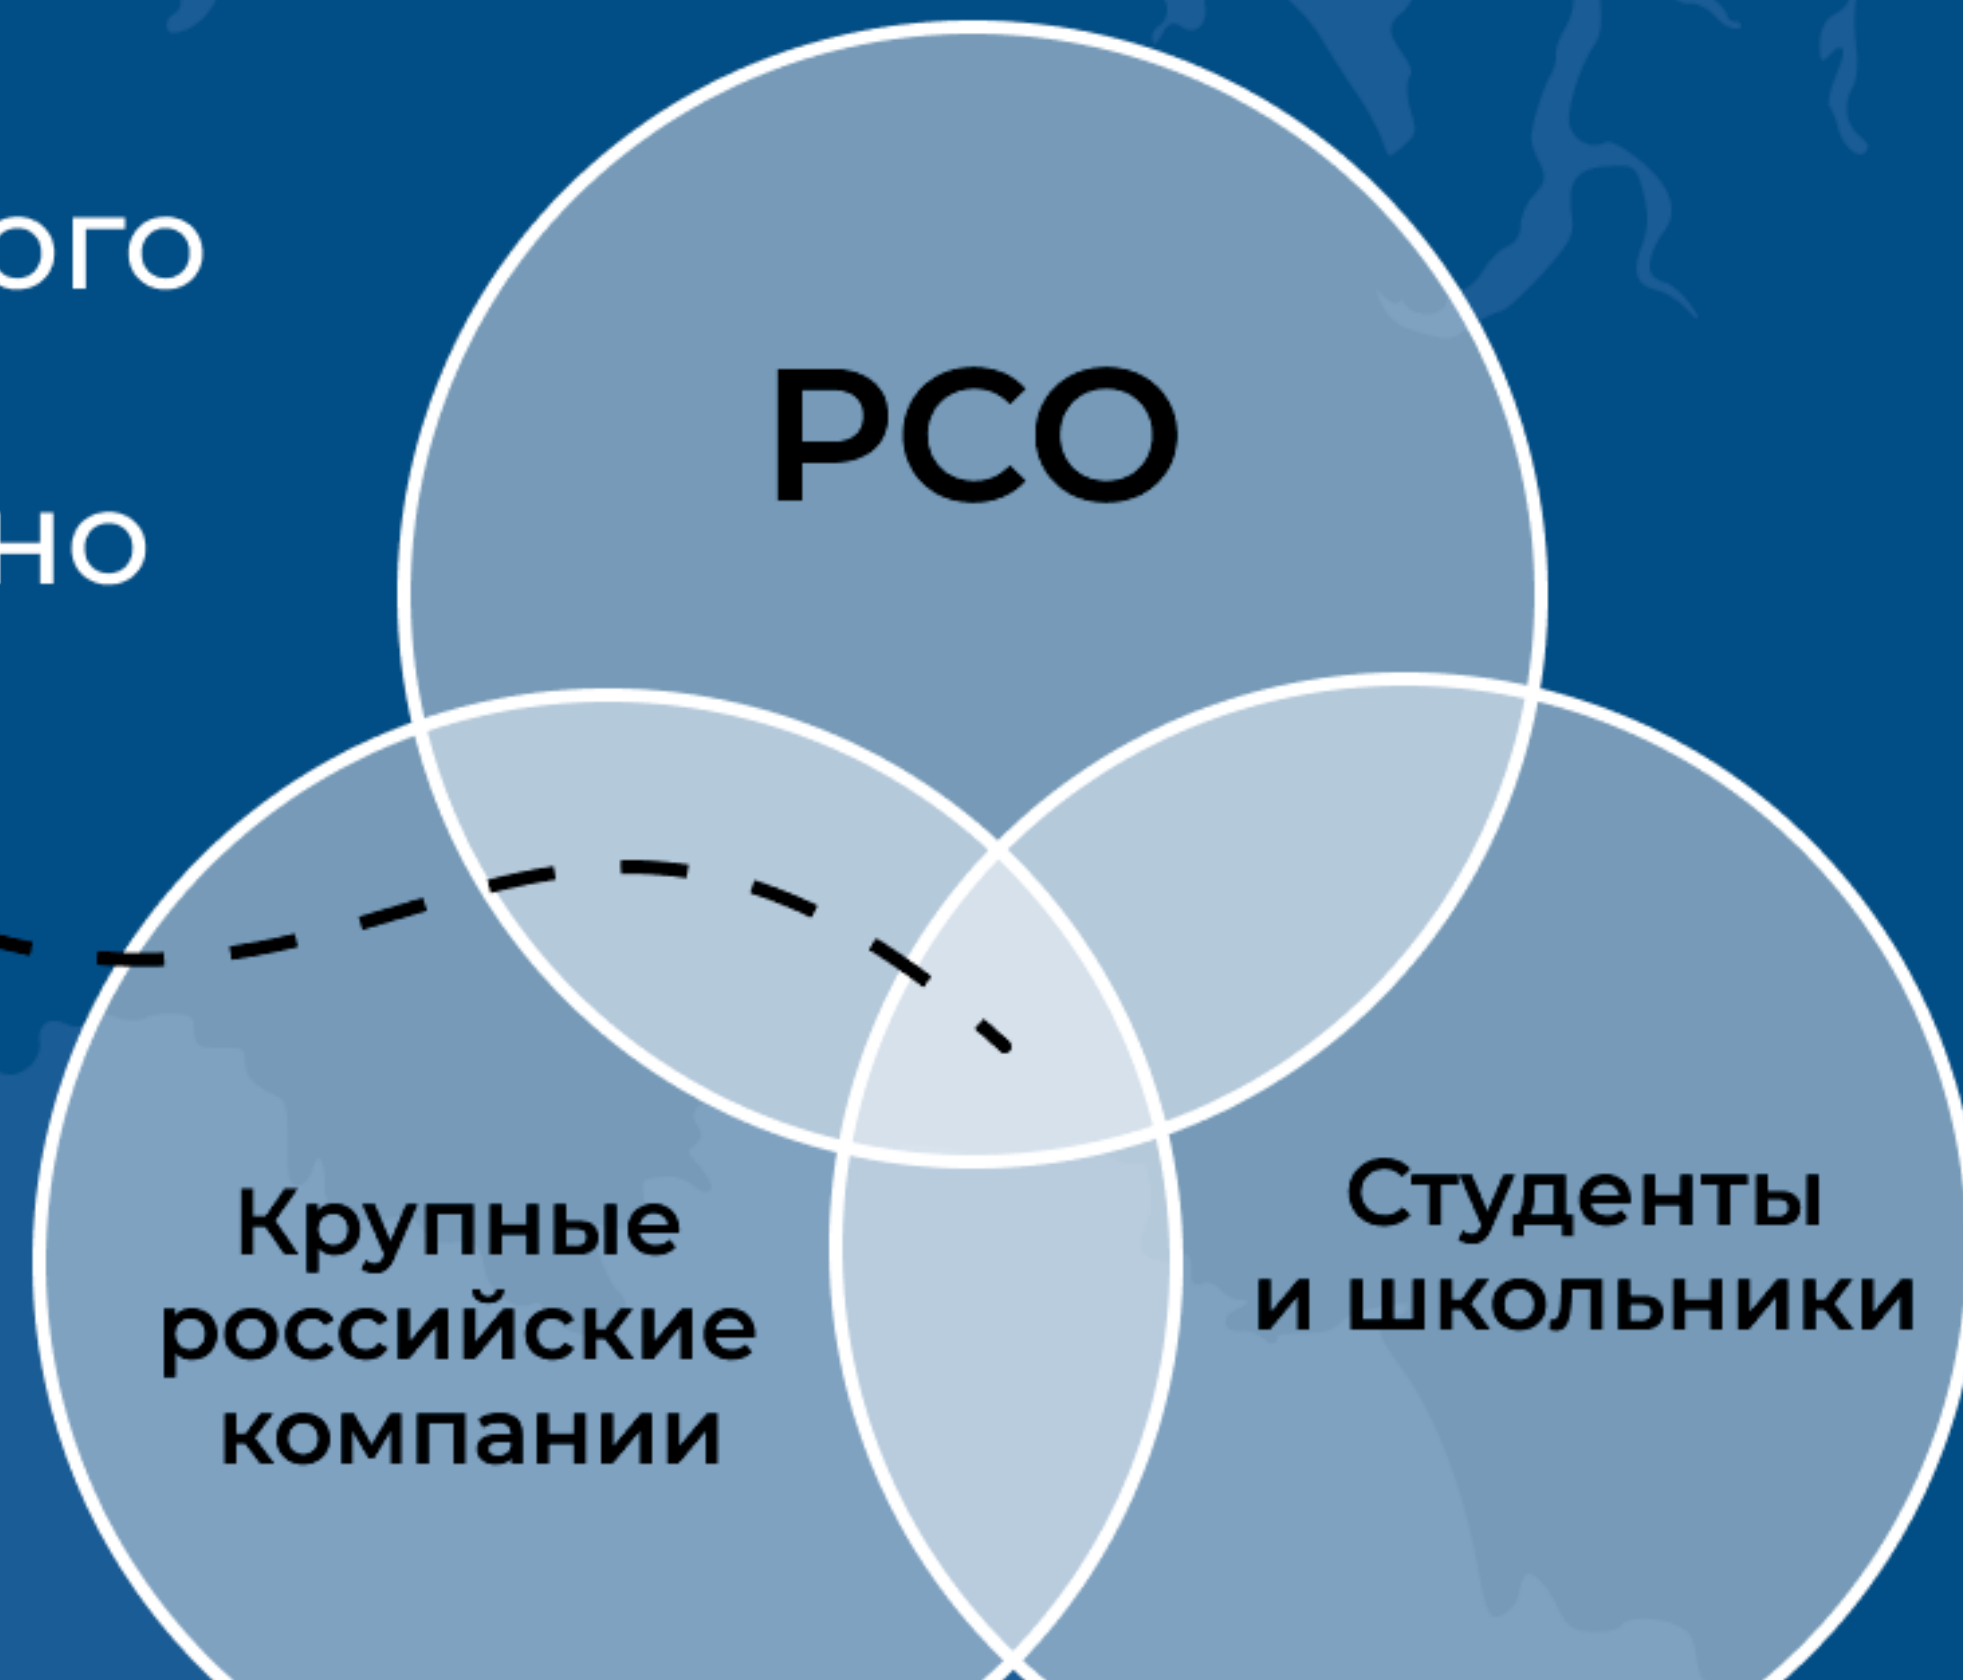 ого
но
РСО
Крупные
российские
компании
Студенты
и школьники